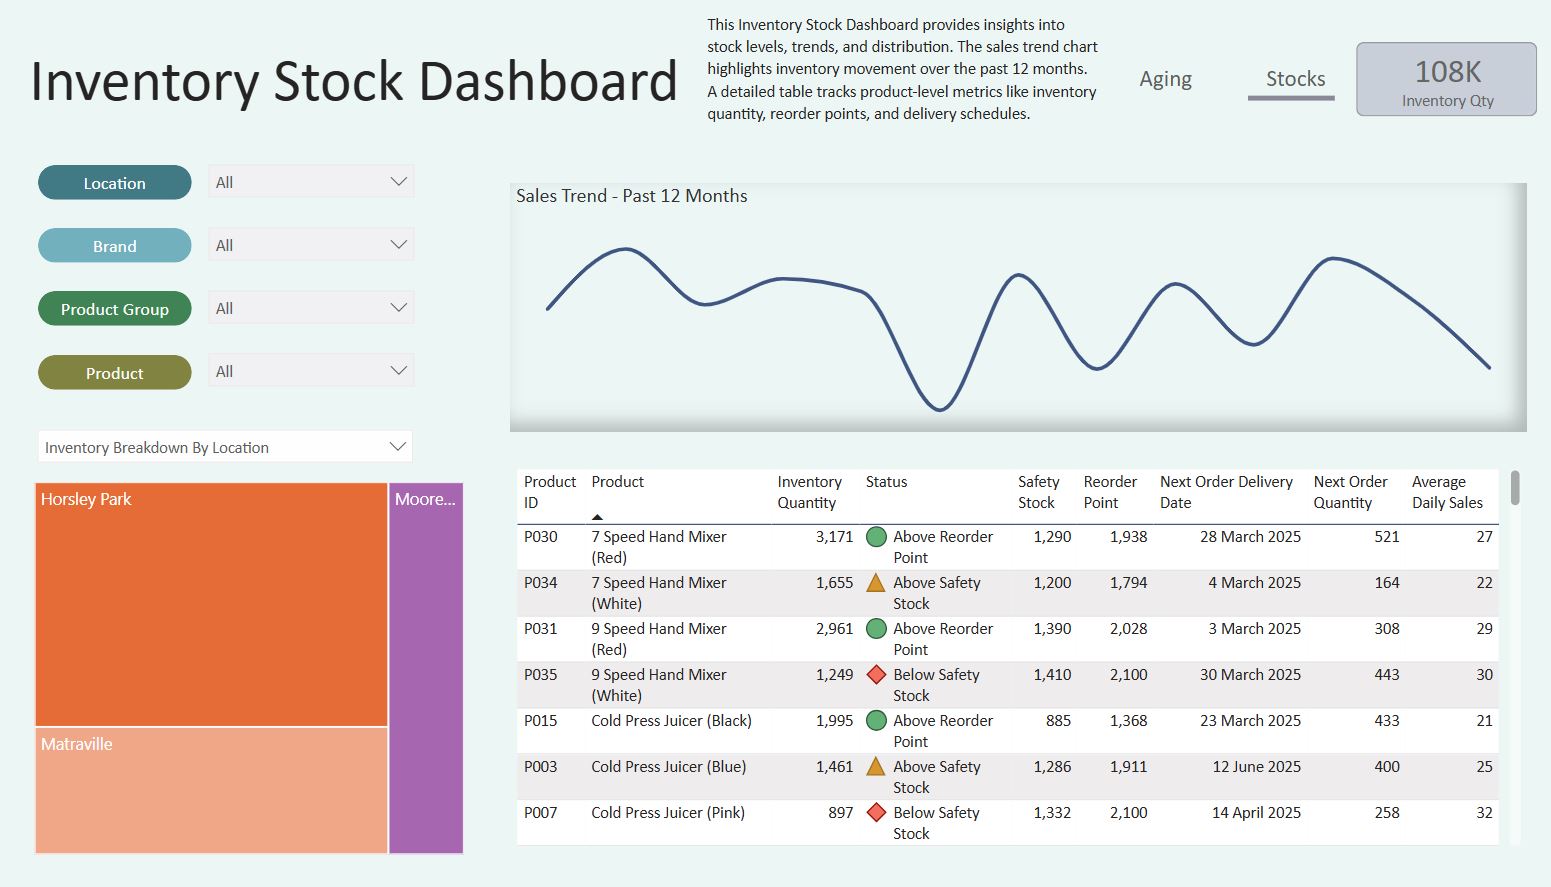 Inventory Stock Dashboard
This Inventory Stock Dashboard provides insights into
stock levels, trends, and distribution. The sales trend chart
highlights inventory movement over the past 12 months.
A detailed table tracks product-level metrics like inventory
quantity, reorder points, and delivery schedules.
Aging
Stocks
108K
Inventory Qty
Location
All
Brand
All
Product Group
All
Product
All
Inventory Breakdown By Location
Horsley Park
Moore...
Matraville
Sales Trend - Past 12 Months
Product ID Product Inventory Quantity Status Safety Stock Reorder Point Next Order Delivery Date Next Order Quantity Average Daily Sales
P030 7 Speed Hand Mixer (Red) 3,171 Above Reorder Point 1,290 1,938 28 March 2025 521 27
P034 7 Speed Hand Mixer (White) 1,655 Above Safety Stock 1,200 1,794 4 March 2025 164 22
P031 9 Speed Hand Mixer (Red) 2,961 Above Reorder Point 1,390 2,028 3 March 2025 308 29
P035 9 Speed Hand Mixer (White) 1,249 Below Safety Stock 1,410 2,100 30 March 2025 443 30
P015 Cold Press Juicer (Black) 1,995 Above Reorder Point 885 1,368 23 March 2025 433 21
P003 Cold Press Juicer (Blue) 1,461 Above Safety Stock 1,286 1,911 12 June 2025 400 25
P007 Cold Press Juicer (Pink) 897 Below Safety Stock 1,332 2,100 14 April 2025 258 32